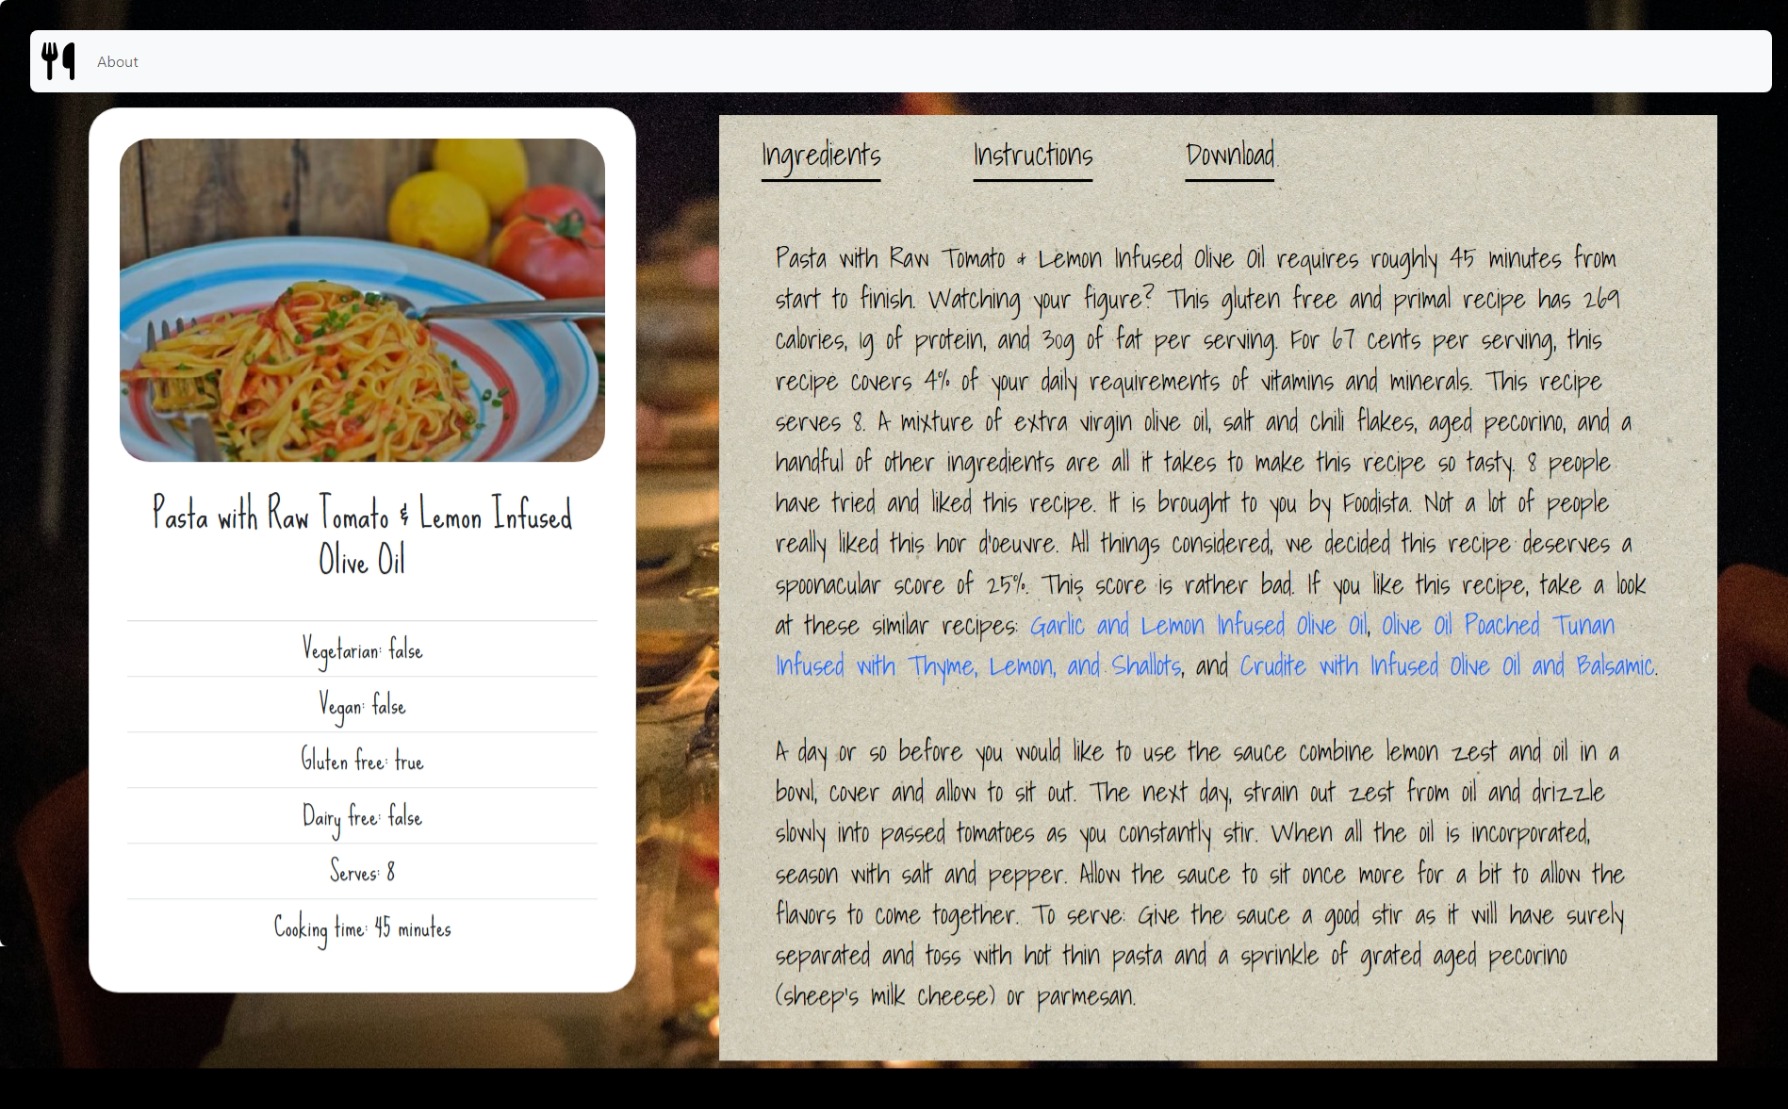 About
Pasta with Raw Tomato & Lemon Infused
Olive Oil
Vegetarian: false
Vegan: false
Gluten free: true
Dairy free: false
Serves: 8
Cooking time: 45 minutes
Ingredients
Instructions
Download
Pasta with Raw Tomato & Lemon Infused Olive Oil requires roughly 45 minutes from
start to finish. Watching your figure? This gluten free and primal recipe has 269
calories, 1g of protein, and 30g of fat per serving. For 67 cents per serving, this
recipe covers 4% of your daily requirements of vitamins and minerals. This recipe
serves 8. A mixture of extra virgin olive oil, salt and chili flakes, aged pecorino, and a
handful of other ingredients are all it takes to make this recipe so tasty. 8 people
have tried and liked this recipe. It is brought to you by Foodista. Not a lot of people
really liked this hor d'oeuvre. All things considered, we decided this recipe deserves a
spoonacular score of 25%. This score is rather bad. If you like this recipe, take a look
at these similar recipes: Garlic and Lemon Infused Olive Oil, Olive Oil Poached Tunan
Infused with Thyme, Lemon, and Shallots, and Crudite with Infused Olive Oil and Balsamic.
A day or so before you would like to use the sauce combine lemon zest and oil in a
bowl, cover and allow to sit out. The next day, strain out zest from oil and drizzle
slowly into passed tomatoes as you constantly stir. When all the oil is incorporated,
season with salt and pepper. Allow the sauce to sit once more for a bit to allow the
flavors to come together. To serve: Give the sauce a good stir as it will have surely
separated and toss with hot thin pasta and a sprinkle of grated aged pecorino
(sheep's milk cheese) or parmesan.